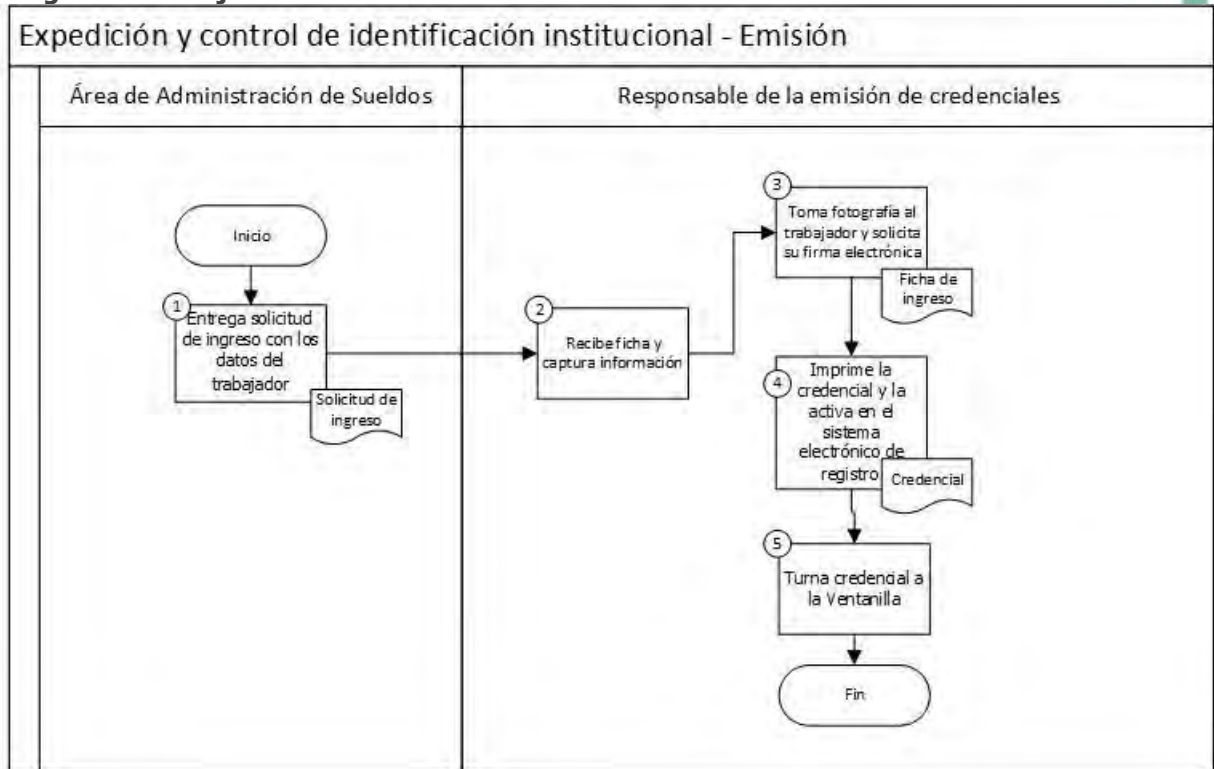 Expedición y control de identificación institucional - Emisión
Área de Administración de Sueldos
Responsable de la emisión de credenciales
Inicio
1
Entrega solicitud
de ingreso con los
datos del
trabajador
Solicitud de
ingreso
2
Recibe ficha y
captura información
3
Toma fotografía al
trabajador y solicita
su firma electrónica
Ficha de
ingreso
4
Imprime la
credencial y la
activa en el
sistema
electrónico de
registro
Credencial
5
Turna credencial a
la Ventanilla
Fin